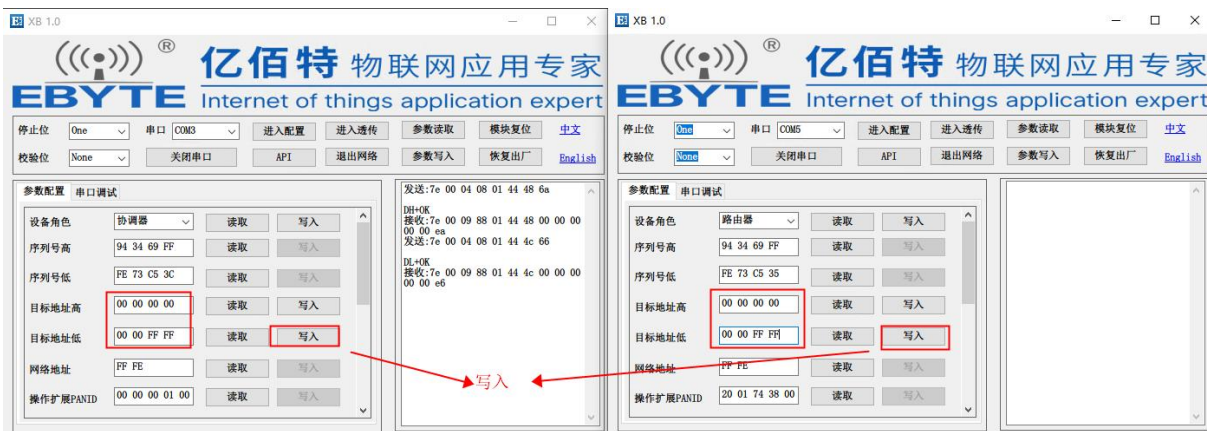 XB 1.0
®
亿佰特 物联网应用专家
EBYTE Internet of things application expert
停止位 One 串口 COM3 进入配置 进入透传 参数读取 模块复位 中文
校验位 None 关闭串口 API 退出网络 参数写入 恢复出厂 English
参数配置 串口调试
设备角色 协调器 读取 写入
序列号高 94 34 69 FF 读取 写入
序列号低 FE 73 C5 3C 读取 写入
目标地址高 00 00 00 00 读取 写入
目标地址低 00 00 FF FF 读取 写入
网络地址 FF FE 读取 写入
操作扩展PANID 00 00 00 01 00 读取 写入
发送:7e 00 04 08 01 44 48 6a
DH+OK
接收:7e 00 09 88 01 44 48 00 00 00
00 00 ea
发送:7e 00 04 08 01 44 4c 66
DL+OK
接收:7e 00 09 88 01 44 4c 00 00 00
00 00 e6
写入
XB 1.0
®
亿佰特 物联网应用专家
EBYTE Internet of things application expert
停止位 One 串口 COM5 进入配置 进入透传 参数读取 模块复位 中文
校验位 None 关闭串口 API 退出网络 参数写入 恢复出厂 English
参数配置 串口调试
设备角色 路由器 读取 写入
序列号高 94 34 69 FF 读取 写入
序列号低 FE 73 C5 35 读取 写入
目标地址高 00 00 00 00 读取 写入
目标地址低 00 00 FF FF 读取 写入
网络地址 FF FE 读取 写入
操作扩展PANID 20 01 74 38 00 读取 写入